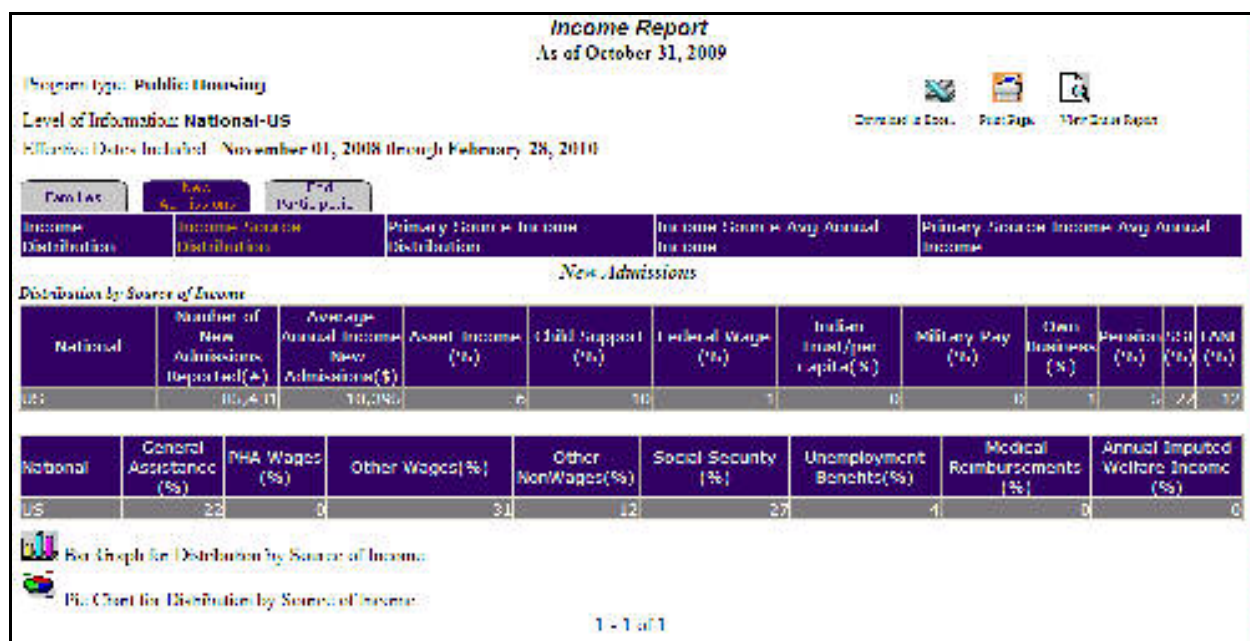 Income Report
As of October 31, 2009
Program type: Public Housing
Level of Information: National-US
Effective Dates Included: November 01, 2008 through February 28, 2010
Print Page
Families
New Admissions
End
Income Distribution
Income Source Distribution
Primary Source Income Distribution
Income Source Avg Annual Income
Primary Source Income Avg Annual Income
New Admissions
Distribution by Source of Income
National
Number of New Admissions Reported(#)
Average Annual Income New Admissions($)
Asset Income (%)
Child Support (%)
Federal Wage (%)
Indian Trust/per capita(%)
Military Pay (%)
Own Business (%)
Pension (%)
SSI (%)
TANF (%)
US 6 10 1 0 0 1 22 12
National
General Assistance (%)
PHA Wages (%)
Other Wages(%)
Other NonWages(%)
Social Security (%)
Unemployment Benefits(%)
Medical Reimbursements (%)
Annual Imputed Welfare Income (%)
US 22 0 31 12 27 4 0 0
Bar Graph for Distribution by Source of Income
Pie Chart for Distribution by Source of Income
1 - 1 of 1